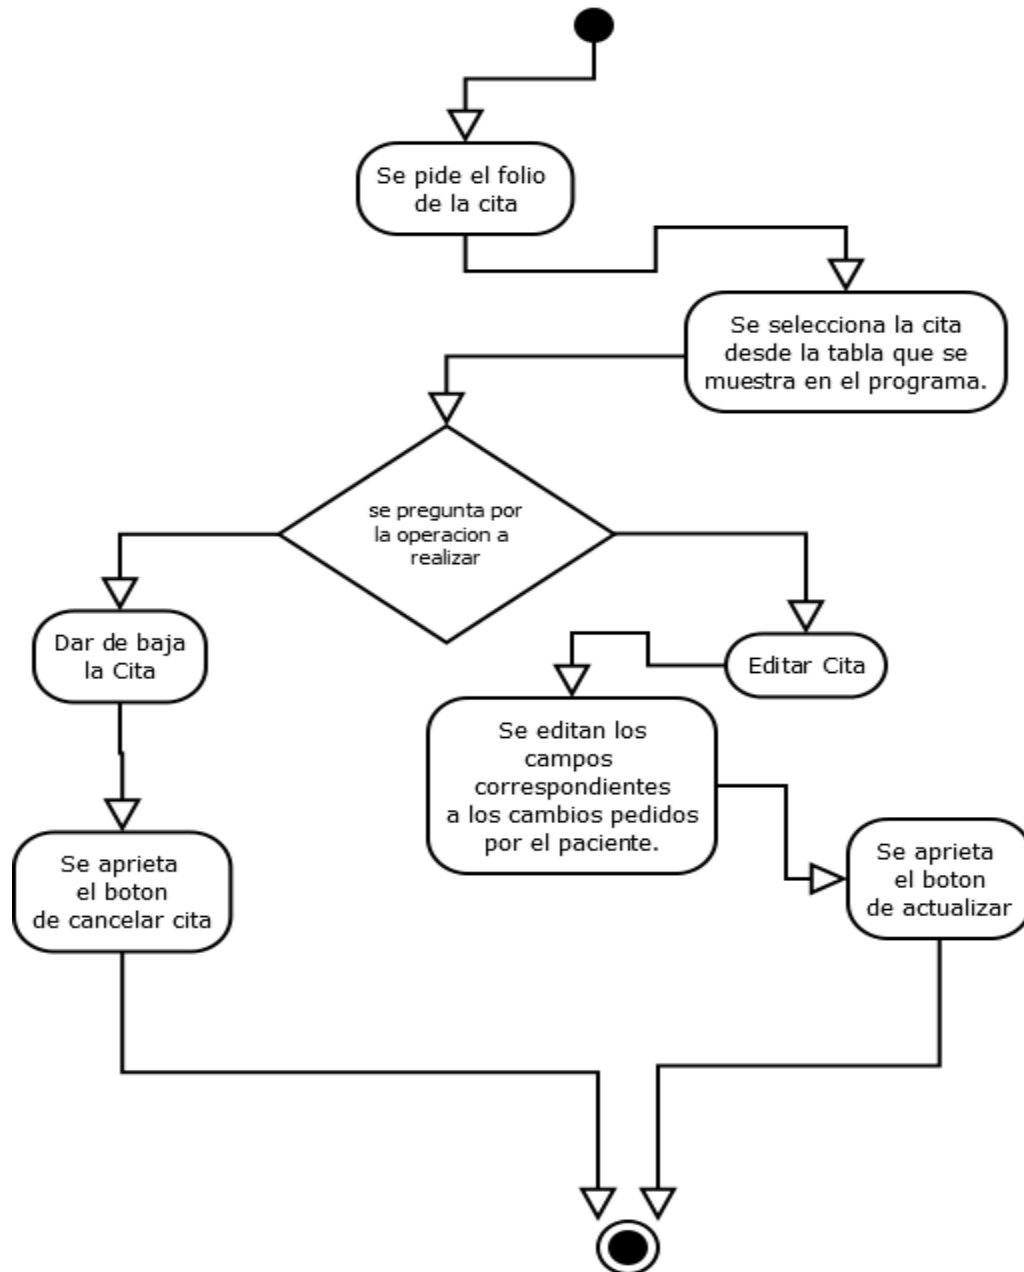 Se pide el folio
de la cita
Se selecciona la cita
desde la tabla que se
muestra en el programa.
se pregunta por
la operacion a
realizar
Dar de baja
la Cita
Editar Cita
Se editan los
campos
correspondientes
a los cambios pedidos
por el paciente.
Se aprieta
el boton
de cancelar cita
Se aprieta
el boton
de actualizar